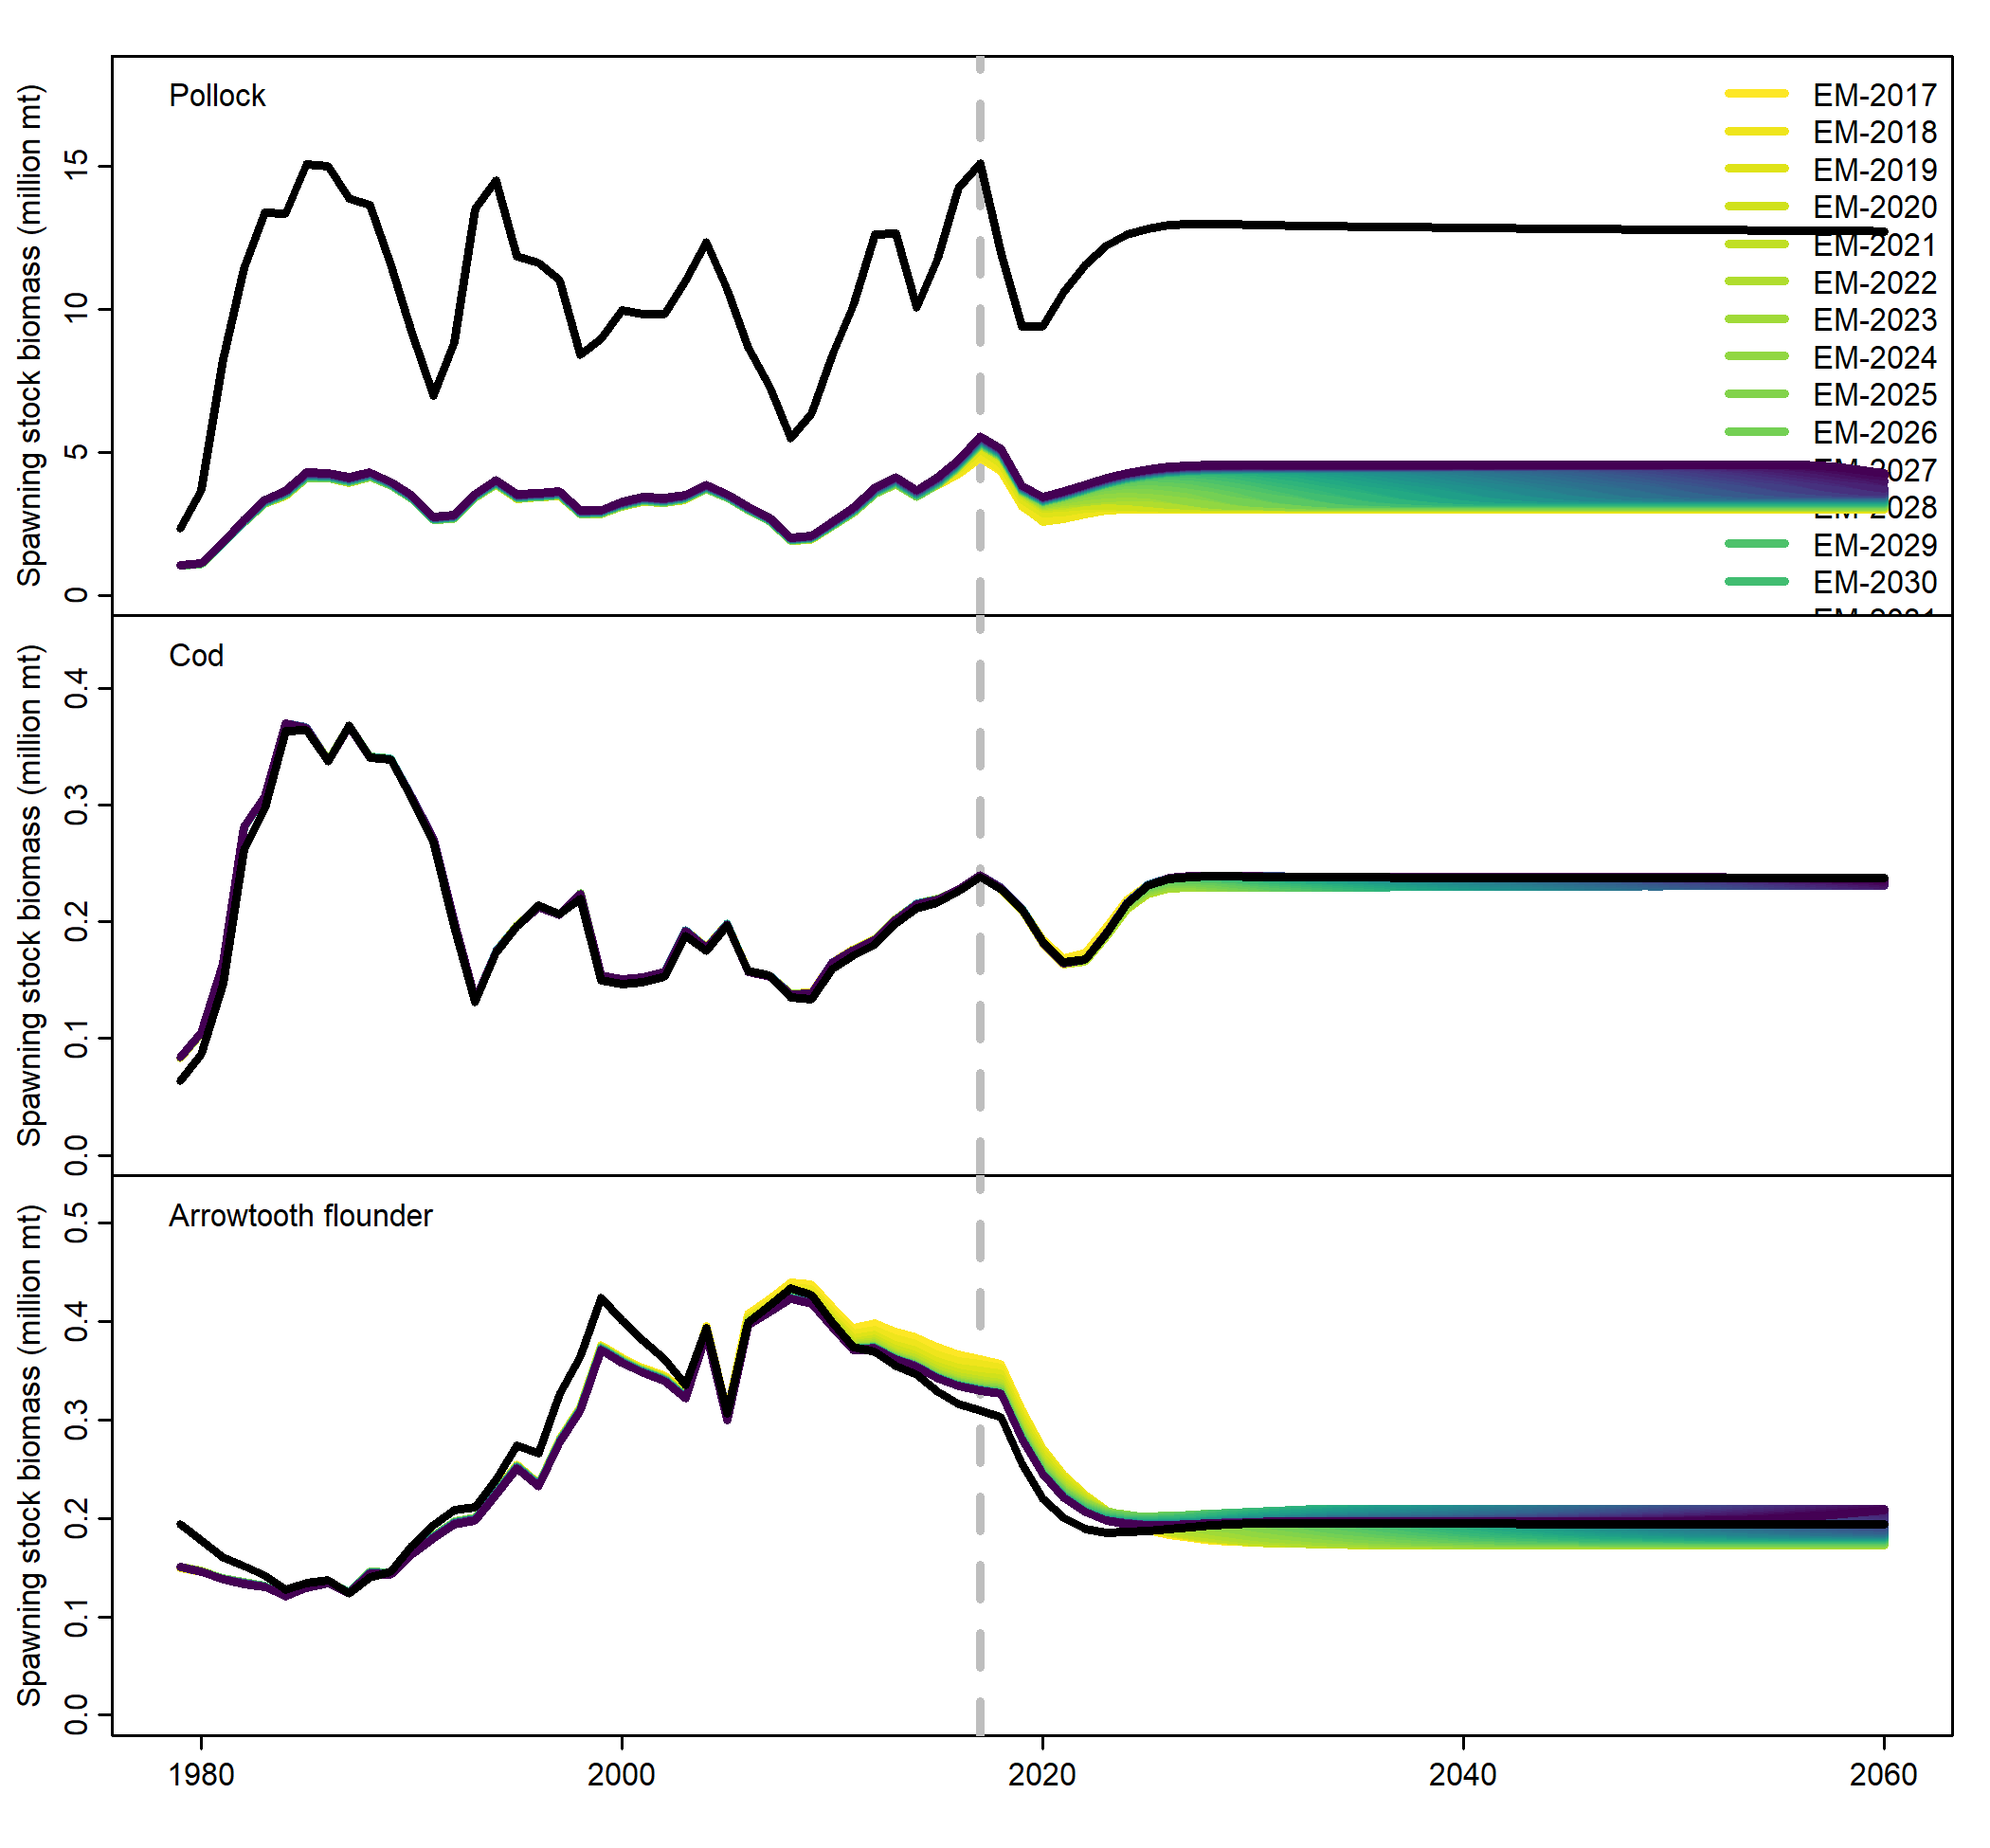 Pollock
Spawning stock biomass (million mt)
15
10
5
0
EM-2017
EM-2018
EM-2019
EM-2020
EM-2021
EM-2022
EM-2023
EM-2024
EM-2025
EM-2026
2027
2028
EM-2029
EM-2030
Cod
Spawning stock biomass (million mt)
0.4
0.3
0.2
0.1
0.0
Arrowtooth flounder
Spawning stock biomass (million mt)
0.5
0.4
0.3
0.2
0.1
0.0
1980 2000 2020 2040 2060